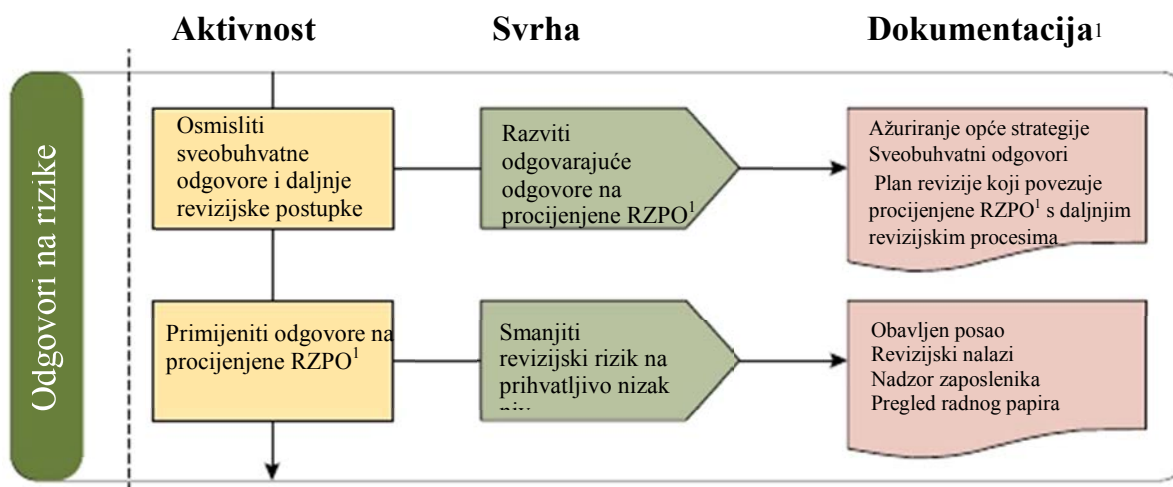 Aktivnost
Svrha
Dokumentacija1
Odgovori na rizike
Osmisliti
sveobuhvatne
odgovore i daljnje
revizijske postupke
Razviti
odgovarajuće
odgovore na
procijenjene RZPO1
Ažuriranje opće strategije
Sveobuhvatni odgovori
Plan revizije koji povezuje
procijenjene RZPO1 s daljnjim
revizijskim procesima
Primijeniti odgovore na
procijenjene RZPO1
Smanjiti
revizijski rizik na
prihvatljivo nizak
Obavljen posao
Revizijski nalazi
Nadzor zaposlenika
Pregled radnog papira